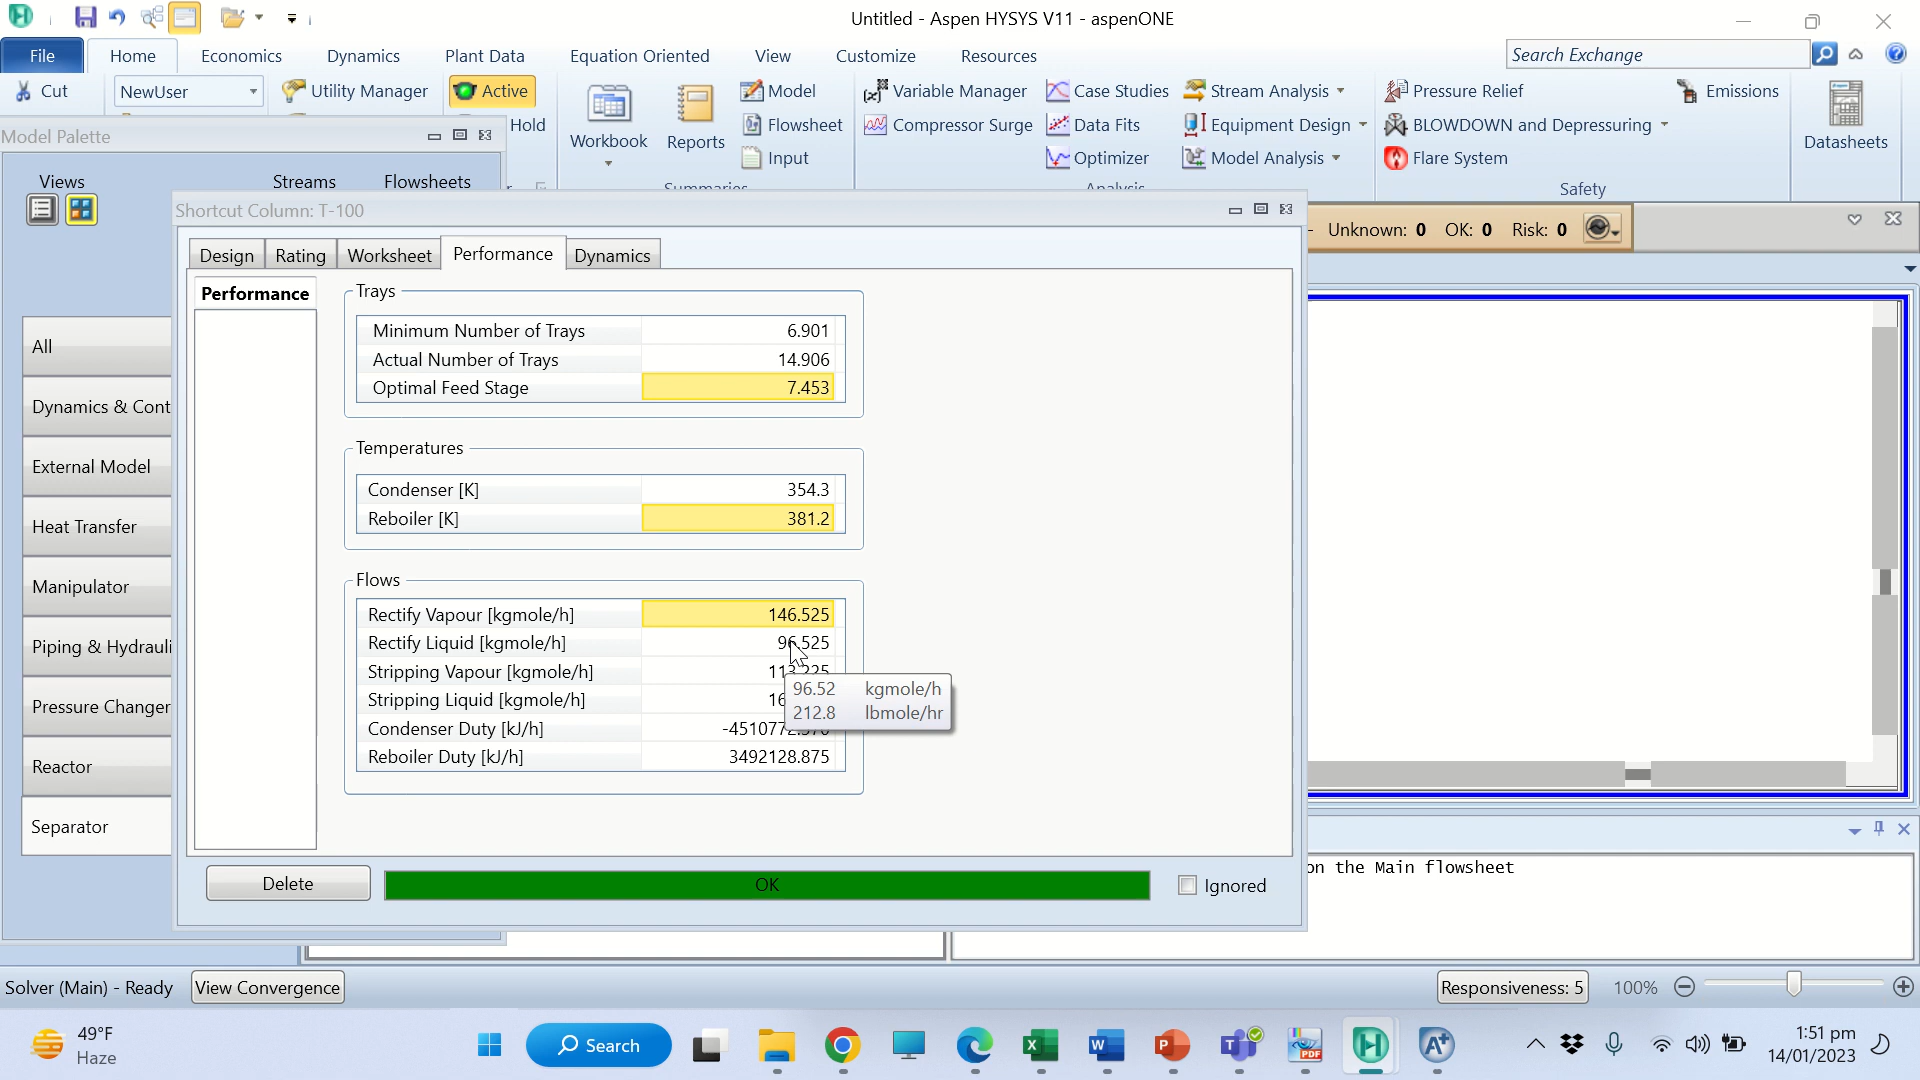 Untitled - Aspen HYSYS V11 - aspenONE
File Home Economics Dynamics Plant Data Equation Oriented View Customize Resources
Search Exchange
Cut
NewUser
Utility Manager
Active
Hold
Workbook
Reports
Model
Flowsheet
Input
Summaries
Variable Manager
Compressor Surge
Case Studies
Data Fits
Optimizer
Stream Analysis
Equipment Design
Model Analysis
Analysis
Pressure Relief
BLOWDOWN and Depressuring
Flare System
Emissions
Safety
Datasheets
Model Palette
Views Streams Flowsheets
All
Dynamics & Cont
External Model
Heat Transfer
Manipulator
Piping & Hydrauli
Pressure Changer
Reactor
Separator
Unknown: 0 OK: 0 Risk: 0
Shortcut Column: T-100
Design Rating Worksheet Performance Dynamics
Performance
Trays
Minimum Number of Trays 6.901
Actual Number of Trays 14.906
Optimal Feed Stage 7.453
Temperatures
Condenser [K] 354.3
Reboiler [K] 381.2
Flows
Rectify Vapour [kgmole/h] 146.525
Rectify Liquid [kgmole/h] 96.525
Stripping Vapour [kgmole/h]
Stripping Liquid [kgmole/h]
Condenser Duty [kJ/h]
Reboiler Duty [kJ/h] 3492128.875
96.52 kgmole/h
212.8 lbmole/hr
Delete
OK
Ignored
on the Main flowsheet
Solver (Main) - Ready
View Convergence
Responsiveness: 5
100%
49°F
Haze
Search
1:51 pm
14/01/2023